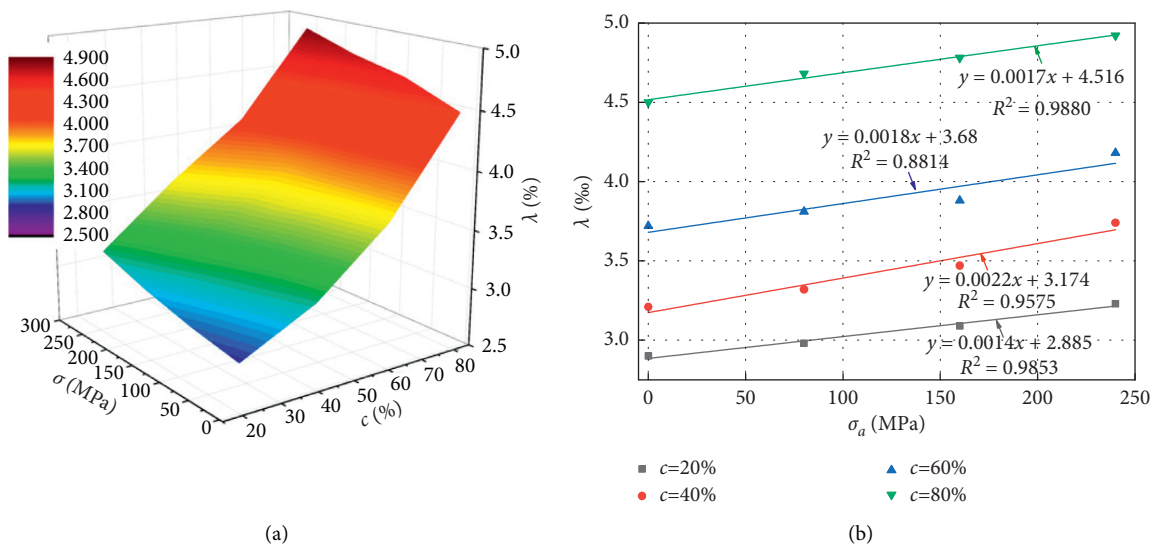 4.900
4.600
4.300
4.000
3.700
3.400
3.100
2.800
2.500
5.0
4.5
4.0
3.5
3.0
2.5
λ (%)
300
250
200
150
100
50
0
σ (MPa)
20
30
40
50
60
70
80
c (%)
(a)
5.0
4.5
4.0
3.5
3.0
λ (‰)
y = 0.0017x + 4.516
R² = 0.9880
y = 0.0018x + 3.68
R² = 0.8814
y = 0.0022x + 3.174
R² = 0.9575
y = 0.0014x + 2.885
R² = 0.9853
0 50 100 150 200 250
σₐ (MPa)
c=20% c=60%
c=40% c=80%
(b)